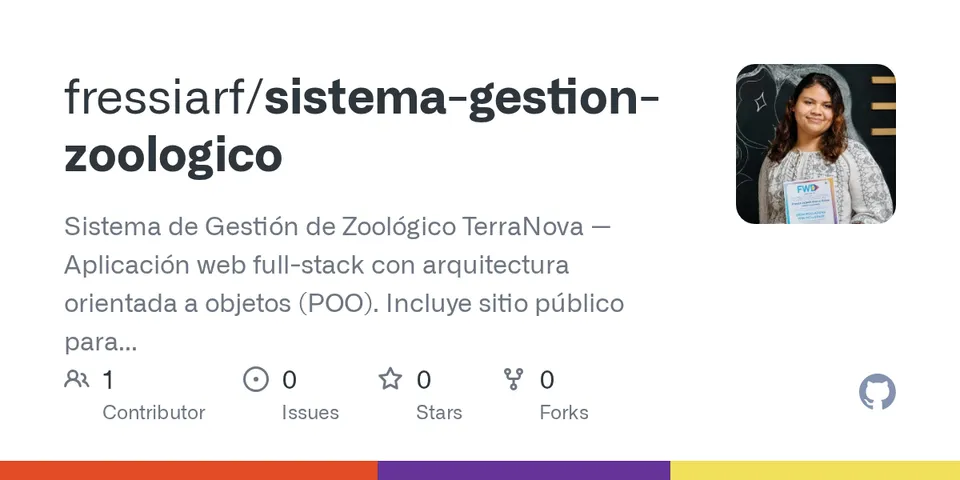 fressiarf/sistema-gestion-
zoologico
Sistema de Gestión de Zoológico TerraNova —
Aplicación web full-stack con arquitectura
orientada a objetos (POO). Incluye sitio público
para...
1
Contributor
0
Issues
0
Stars
0
Forks
FWD